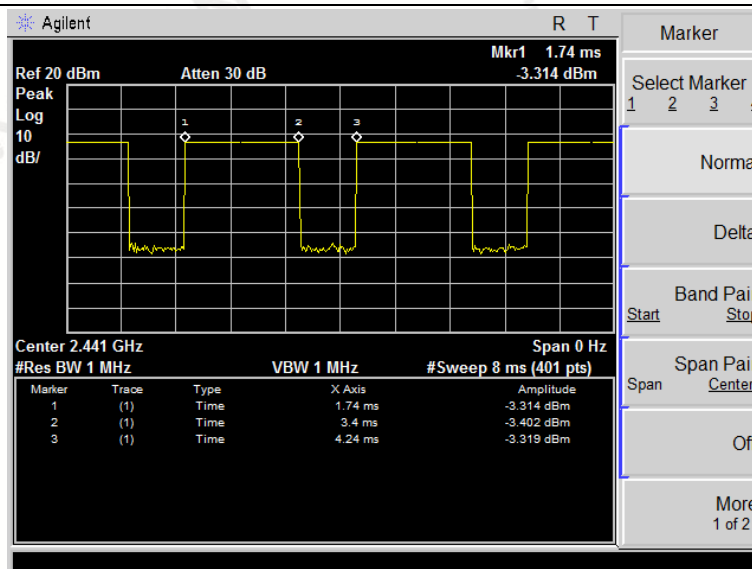 Agilent R T
Mkr1 1.74 ms
Ref 20 dBm Atten 30 dB -3.314 dBm
Peak
Log
10
dB/
1 2 3
Center 2.441 GHz Span 0 Hz
#Res BW 1 MHz VBW 1 MHz #Sweep 8 ms (401 pts)
Marker Trace Type X Axis Amplitude
1 (1) Time 1.74 ms -3.314 dBm
2 (1) Time 3.4 ms -3.402 dBm
3 (1) Time 4.24 ms -3.319 dBm
Marker
Select Marker
1 2 3
Norma
Delta
Band Pai
Start Stop
Span Pai
Span Center
Of
More
1 of 2